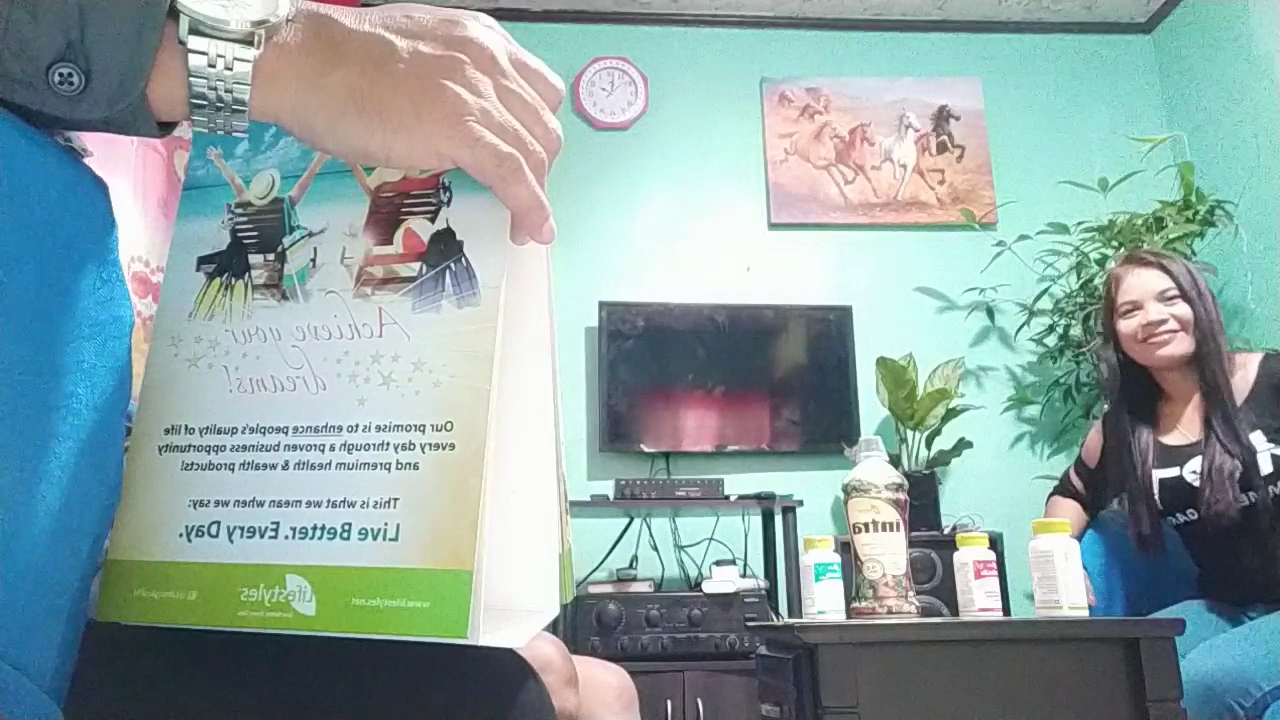 Achieve your
dreams!
Our promise is to enhance people's quality of life
every day through a proven business opportunity
and premium health & wealth products!
This is what we mean when we say:
Live Better. Every Day.
www.lifestyles.net
Lifestyles
intra